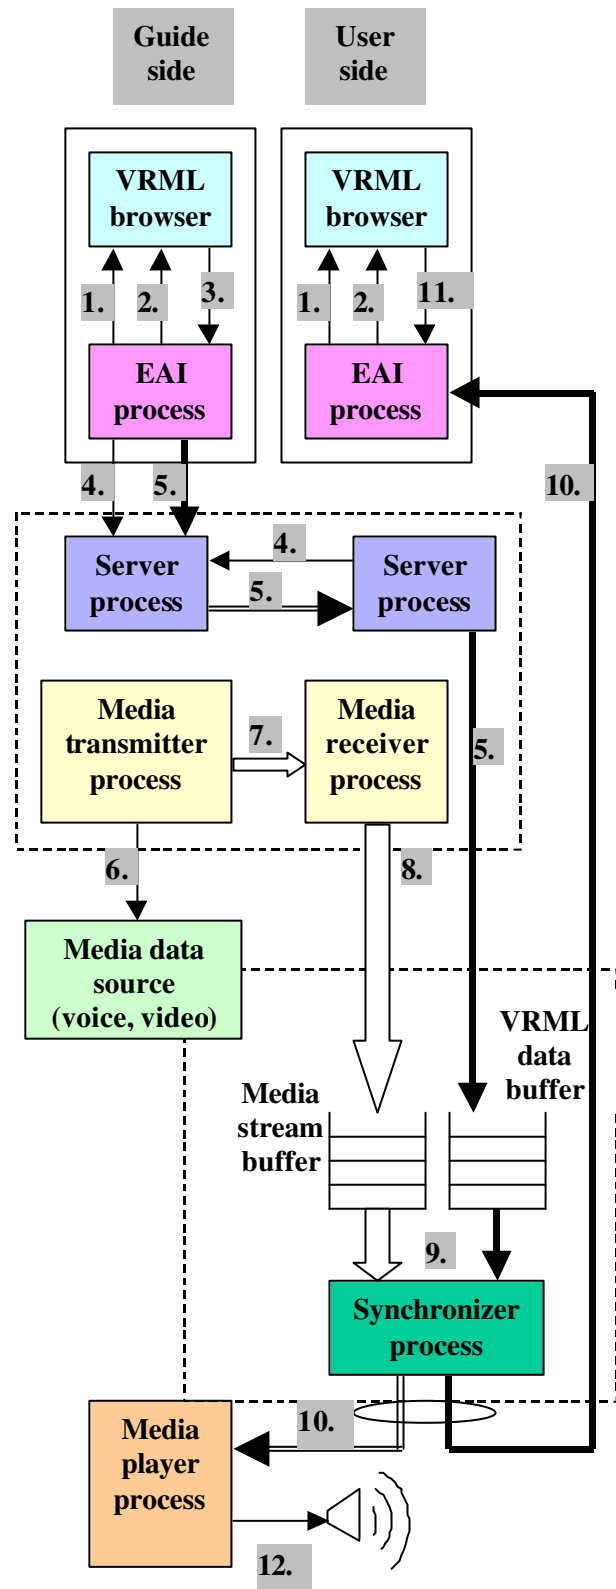 Guide
side
User
side
VRML
browser
VRML
browser
1.
2.
3.
1.
2.
11.
EAI
process
EAI
process
4.
5.
10.
Server
process
4.
5.
Server
process
Media
transmitter
process
7.
Media
receiver
process
5.
6.
8.
Media data
source
(voice, video)
VRML
data
buffer
Media
stream
buffer
9.
Synchronizer
process
10.
Media
player
process
12.